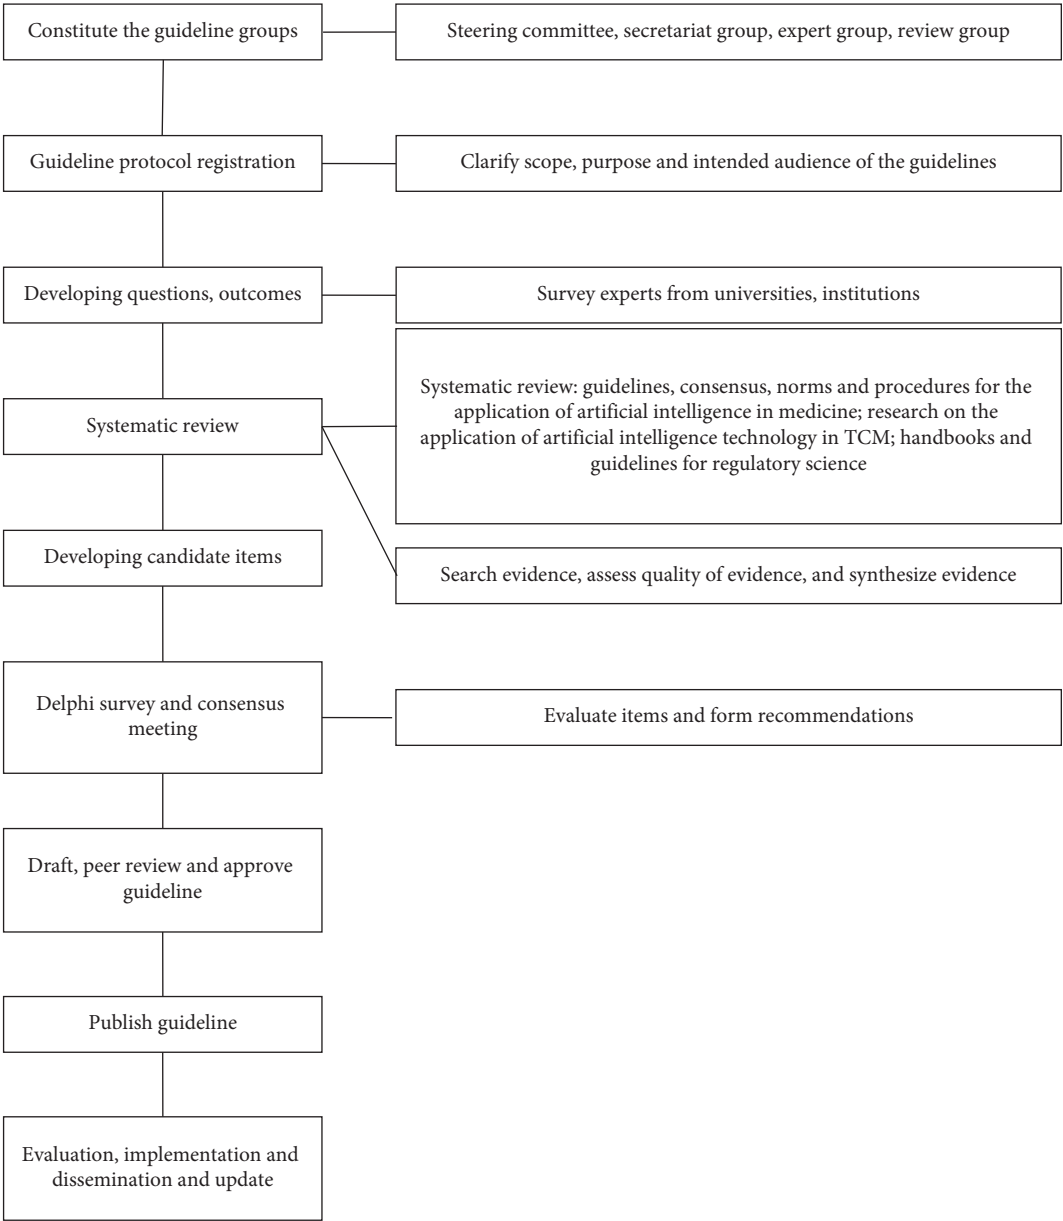 Constitute the guideline groups
Steering committee, secretariat group, expert group, review group
Guideline protocol registration
Clarify scope, purpose and intended audience of the guidelines
Developing questions, outcomes
Survey experts from universities, institutions
Systematic review
Systematic review: guidelines, consensus, norms and procedures for the
application of artificial intelligence in medicine; research on the
application of artificial intelligence technology in TCM; handbooks and
guidelines for regulatory science
Developing candidate items
Search evidence, assess quality of evidence, and synthesize evidence
Delphi survey and consensus
meeting
Evaluate items and form recommendations
Draft, peer review and approve
guideline
Publish guideline
Evaluation, implementation and
dissemination and update